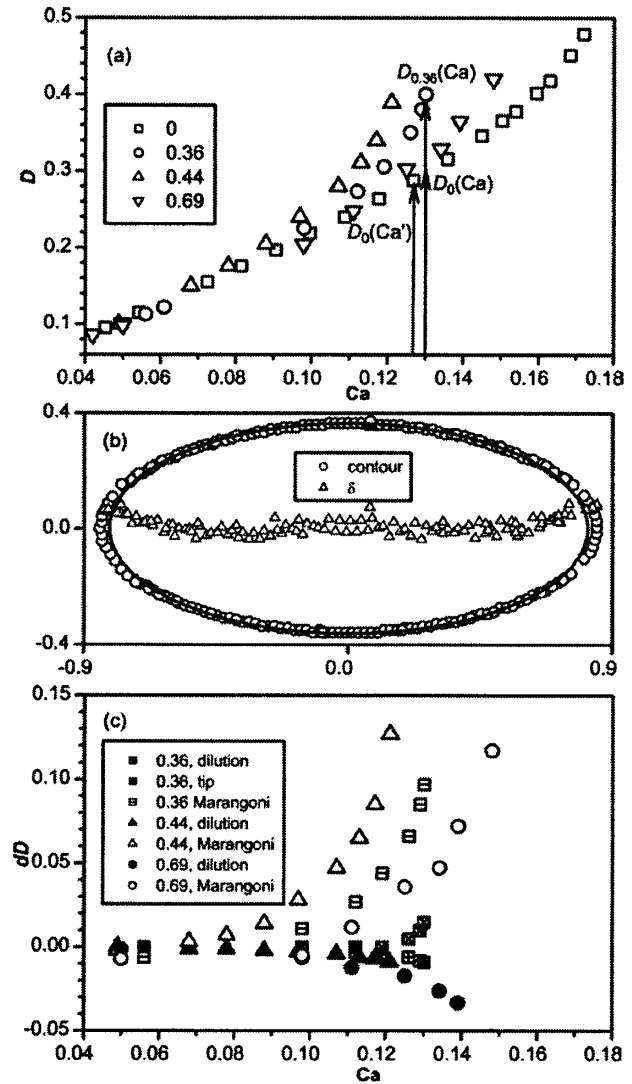 (a)
D_{0.36}(Ca)
D_0(Ca)
D_0(Ca')
0
0.36
0.44
0.69
0.5
0.4
0.3
0.2
0.1
D
0.04 0.06 0.08 0.10 0.12 0.14 0.16 0.18
Ca
(b)
contour
δ
0.4
0.0
-0.4
-0.9 0.0 0.9
(c)
0.36, dilution
0.36, tip
0.36 Marangoni
0.44, dilution
0.44, Marangoni
0.69, dilution
0.69, Marangoni
0.15
0.10
0.05
0.00
-0.05
dD
0.04 0.06 0.08 0.10 0.12 0.14 0.16 0.18
Ca